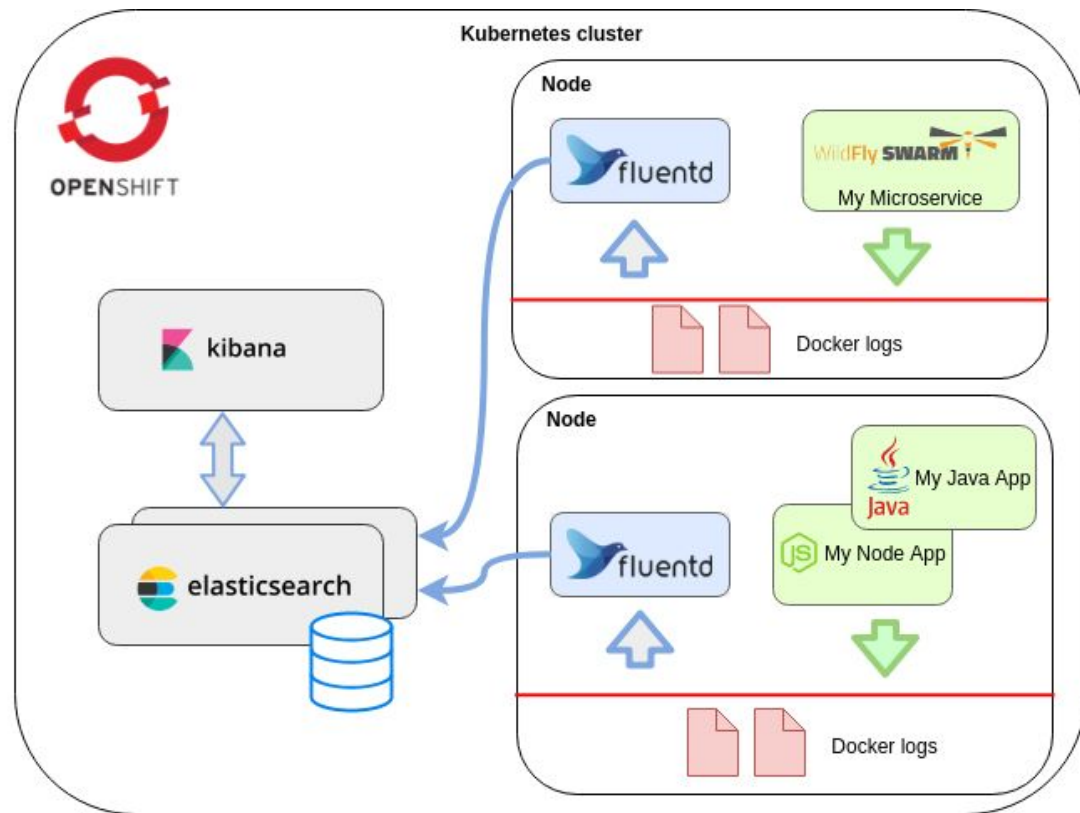 Kubernetes cluster
OPENSHIFT
Node
fluentd
WildFly SWARM
My Microservice
Docker logs
kibana
Node
elasticsearch
fluentd
Java
My Java App
JS
My Node App
Docker logs